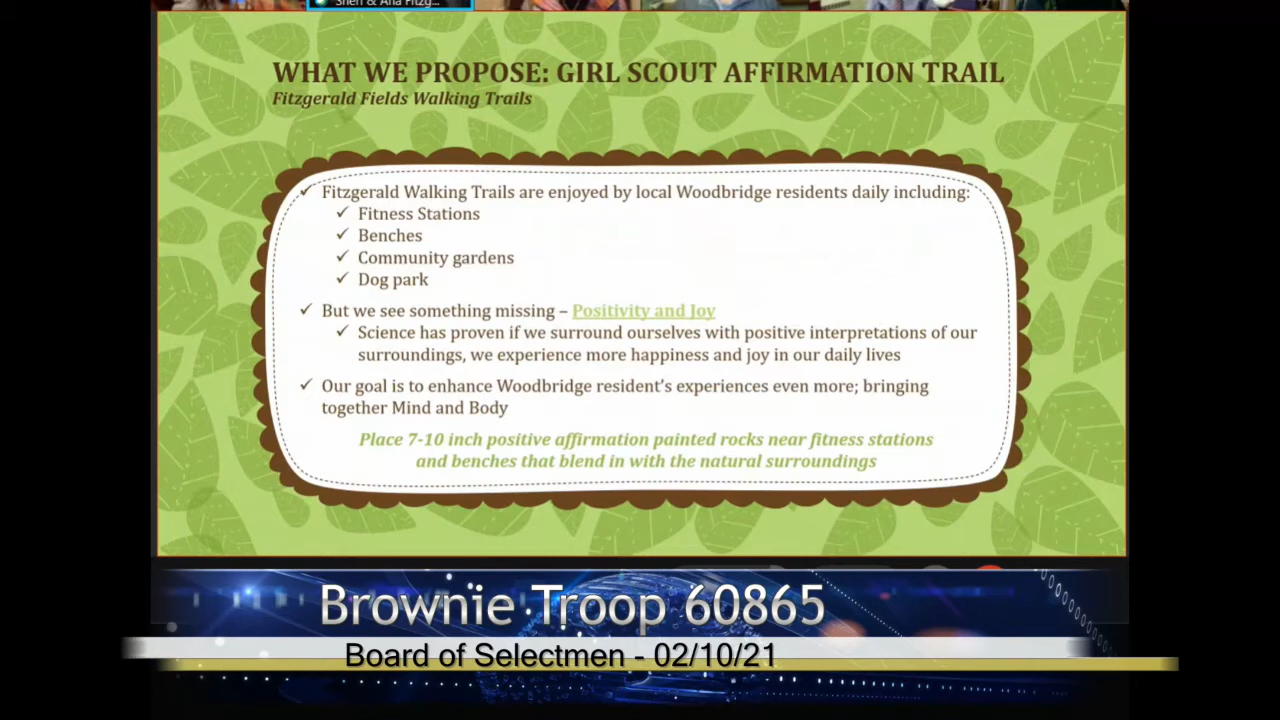 Sheri & Aria Fitzg...
WHAT WE PROPOSE: GIRL SCOUT AFFIRMATION TRAIL
Fitzgerald Fields Walking Trails
✓ Fitzgerald Walking Trails are enjoyed by local Woodbridge residents daily including:
✓ Fitness Stations
✓ Benches
✓ Community gardens
✓ Dog park
✓ But we see something missing – Positivity and Joy
✓ Science has proven if we surround ourselves with positive interpretations of our
surroundings, we experience more happiness and joy in our daily lives
✓ Our goal is to enhance Woodbridge resident's experiences even more; bringing
together Mind and Body
Place 7-10 inch positive affirmation painted rocks near fitness stations
and benches that blend in with the natural surroundings
Brownie Troop 60865
Board of Selectmen - 02/10/21